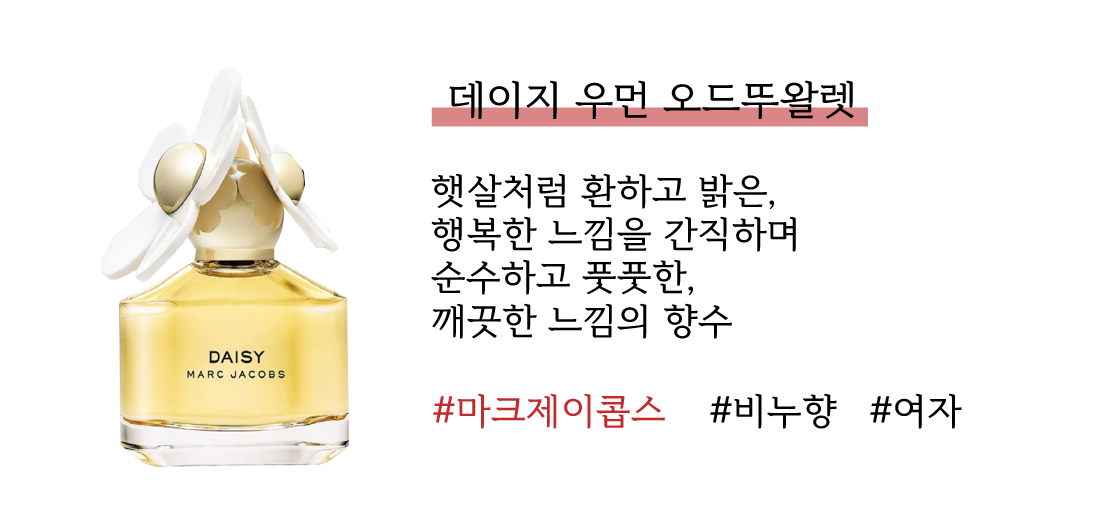 데이지 우먼 오드뚜왈렛
햇살처럼 환하고 밝은,
행복한 느낌을 간직하며
순수하고 풋풋한,
깨끗한 느낌의 향수
#마크제이콥스 #비누향 #여자
DAISY
MARC JACOBS